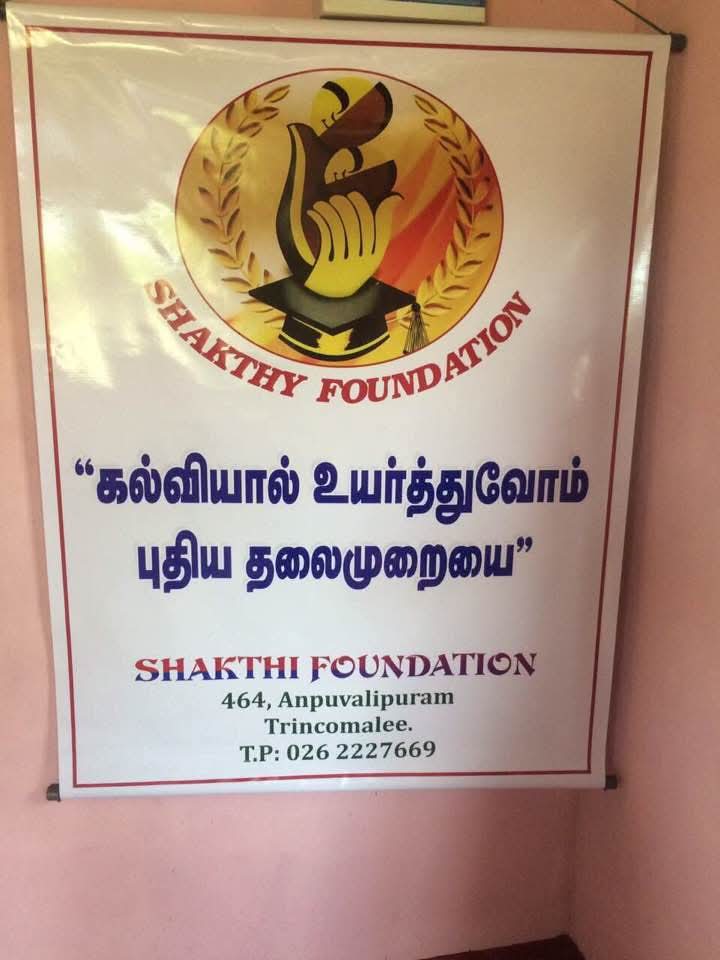 SHAKTHY FOUNDATION
“கல்வியால் உயர்த்துவோம்
புதிய தலைமுறையை”
SHAKTHI FOUNDATION
464, Anpuvalipuram
Trincomalee.
T.P: 026 2227669